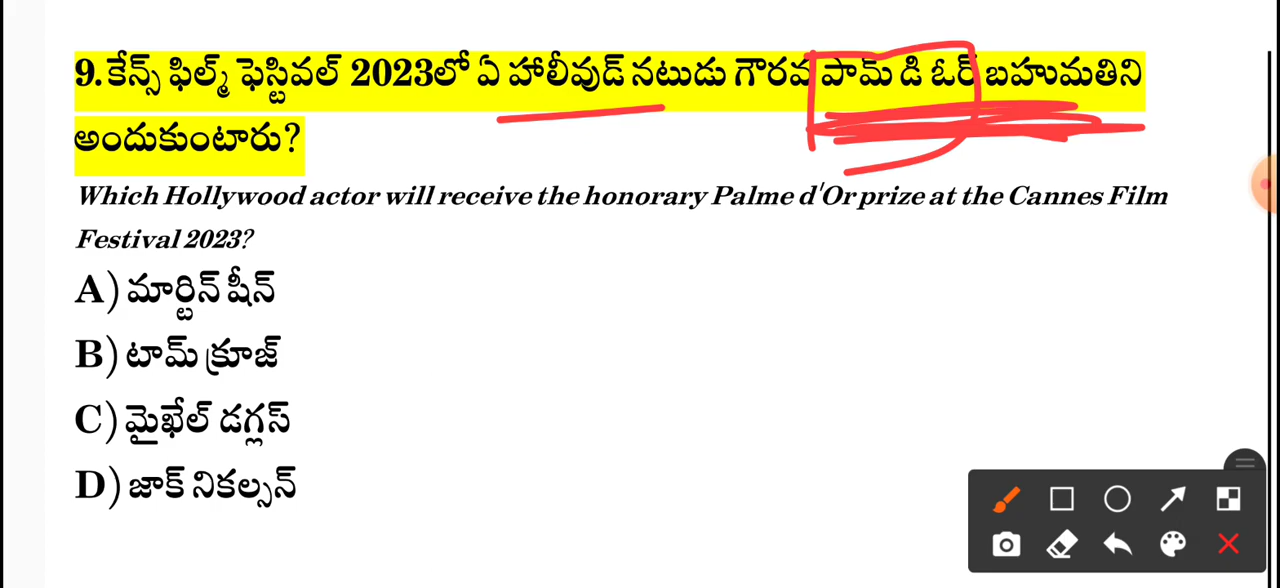 9. కేన్స్ ఫిల్మ్ ఫెస్టివల్ 2023లో ఏ హాలీవుడ్ నటుడు గౌరవ పామ్ డి ఓర్ బహుమతిని
అందుకుంటారు?
Which Hollywood actor will receive the honorary Palme d'Or prize at the Cannes Film
Festival 2023?
A) మార్టిన్ షీన్
B) టామ్ క్రూజ్
C) మైఖేల్ డగ్లస్
D) జాక్ నికల్సన్